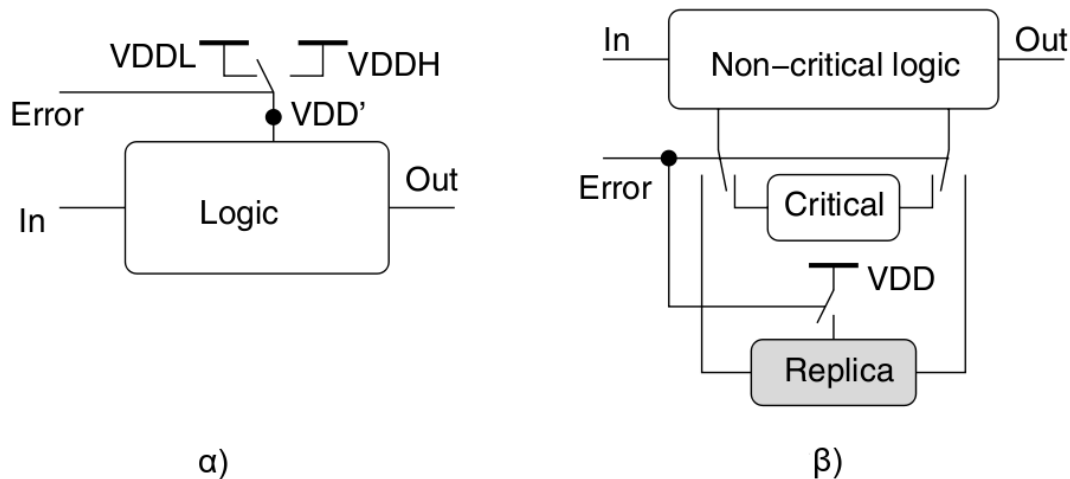 VDDL
VDDH
Error
VDD’
In
Logic
Out
α)
In
Non−critical logic
Out
Error
Critical
VDD
Replica
β)